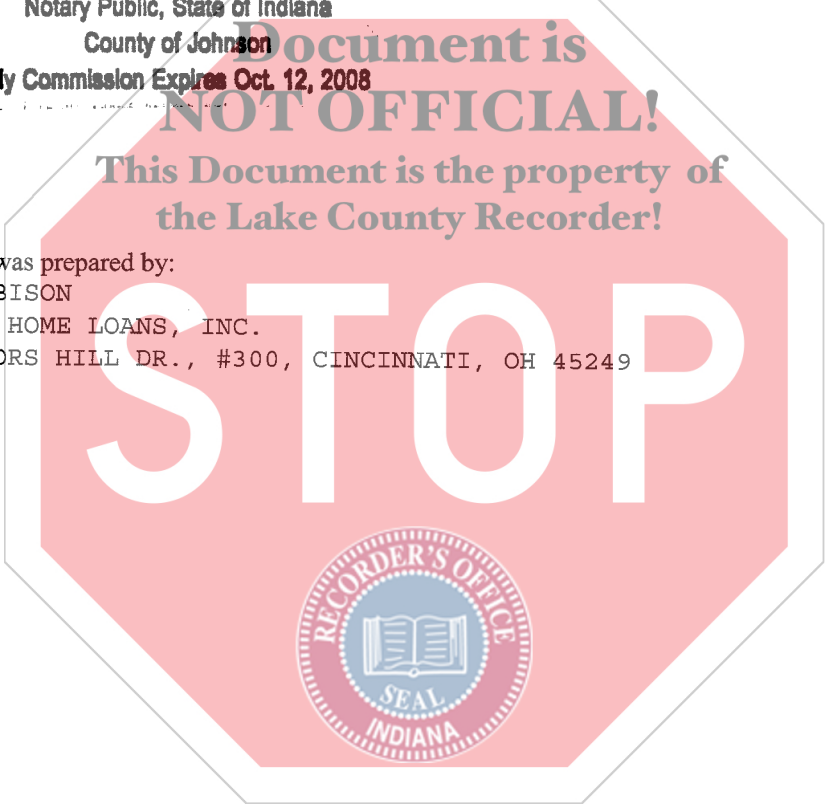 Notary Public, State of Indiana
County of Johnson
y Commission Expires Oct. 12, 2008
Document is
NOT OFFICIAL!
This Document is the property of
the Lake County Recorder!
was prepared by:
BISON
HOME LOANS, INC.
ORS HILL DR., #300, CINCINNATI, OH 45249
STOP
RECORDER'S OFFICE
SEAL
INDIANA